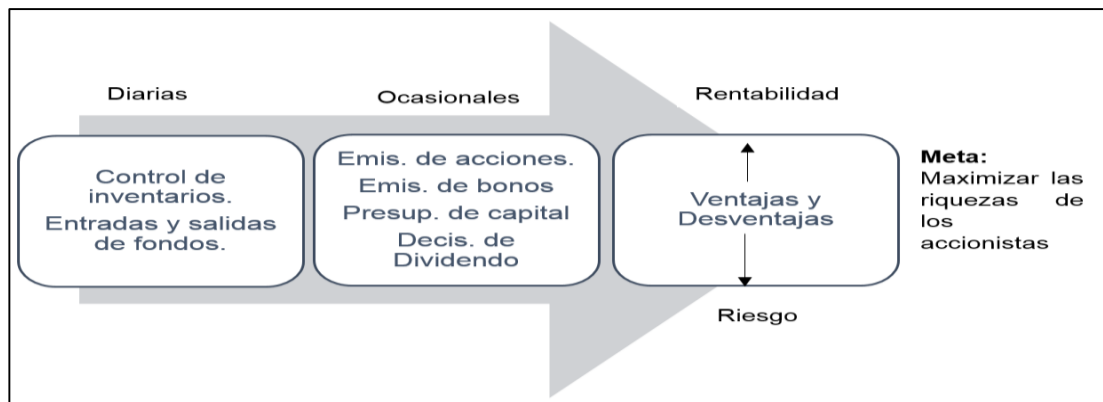 Diarias
Control de
inventarios.
Entradas y salidas
de fondos.
Ocasionales
Emis. de acciones.
Emis. de bonos
Presup. de capital
Decis. de
Dividendo
Rentabilidad
Ventajas y
Desventajas
Riesgo
Meta:
Maximizar las
riquezas de
los
accionistas